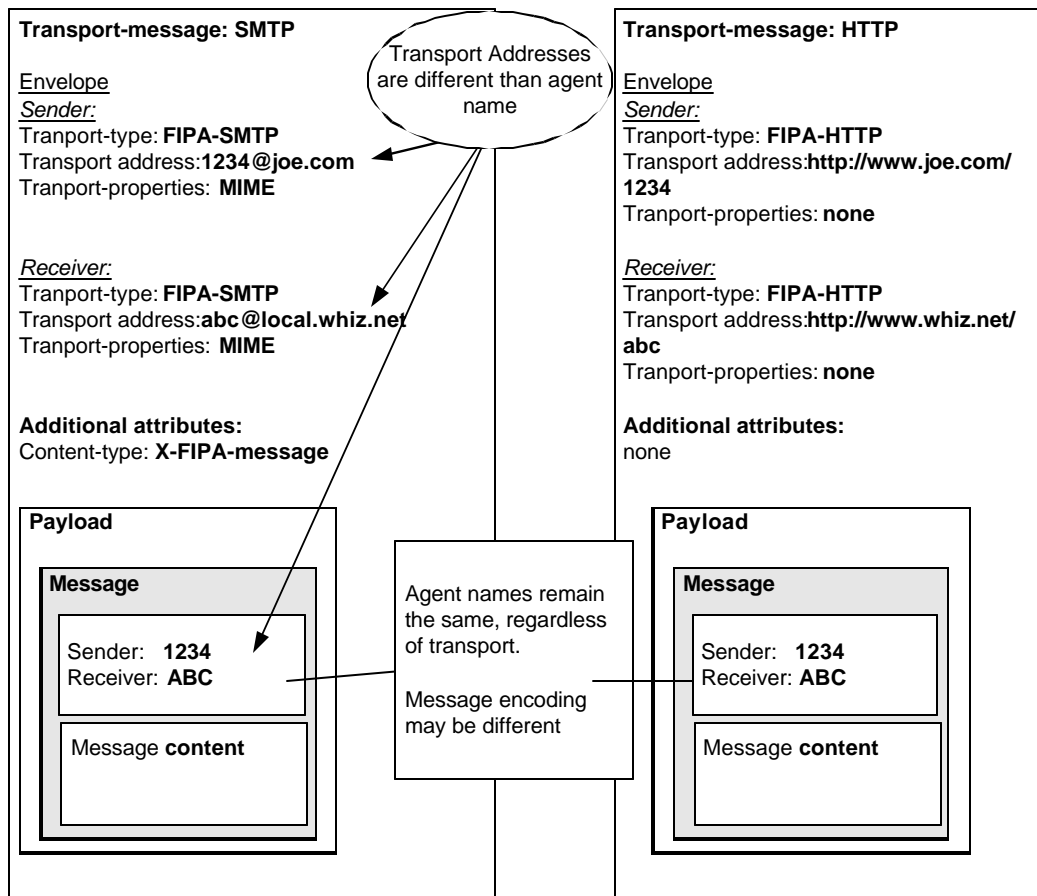 Transport-message: SMTP
Envelope
Sender:
Tranport-type: FIPA-SMTP
Transport address:1234@joe.com
Tranport-properties: MIME
Receiver:
Tranport-type: FIPA-SMTP
Transport address:abc@local.whiz.net
Tranport-properties: MIME
Additional attributes:
Content-type: X-FIPA-message
Payload
Message
Sender: 1234
Receiver: ABC
Message content
Transport Addresses
are different than agent
name
Agent names remain
the same, regardless
of transport.
Message encoding
may be different
Transport-message: HTTP
Envelope
Sender:
Tranport-type: FIPA-HTTP
Transport address:http://www.joe.com/
1234
Tranport-properties: none
Receiver:
Tranport-type: FIPA-HTTP
Transport address:http://www.whiz.net/
abc
Tranport-properties: none
Additional attributes:
none
Payload
Message
Sender: 1234
Receiver: ABC
Message content